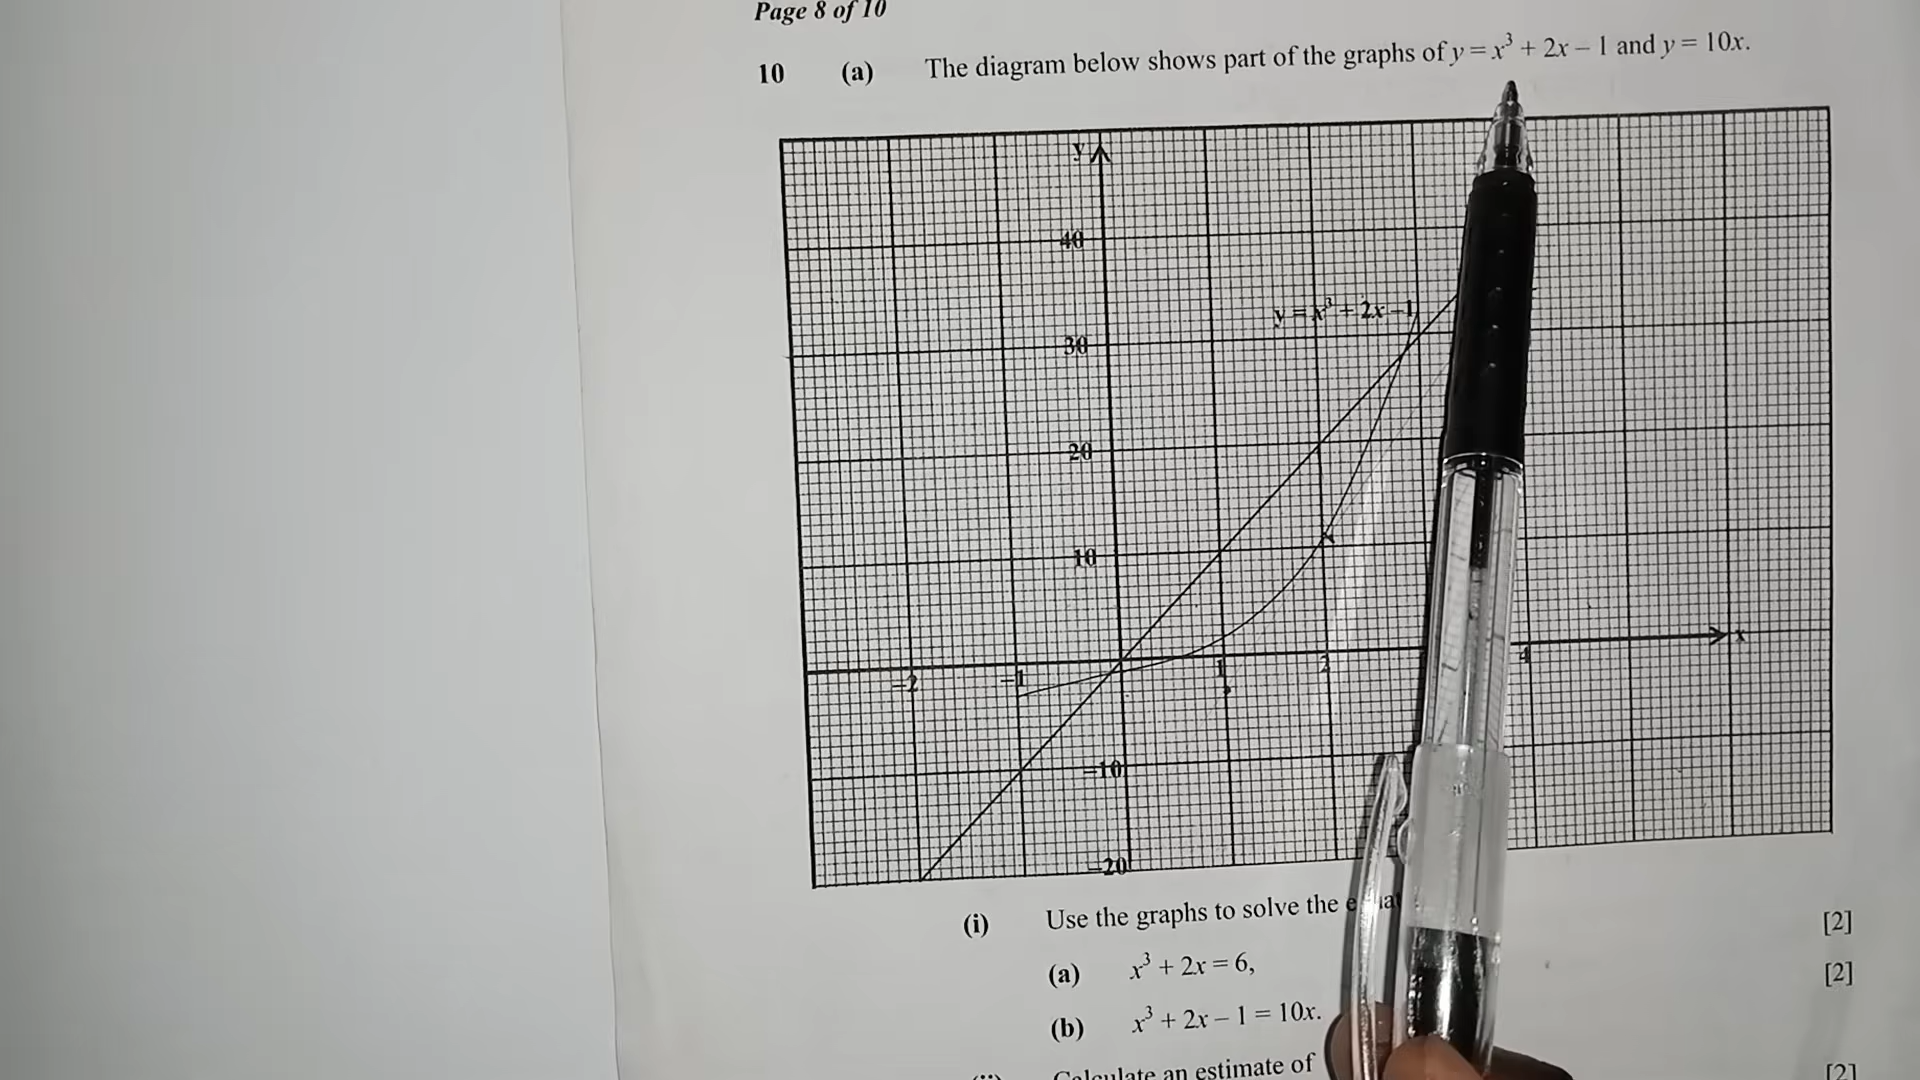 Page 8 of 10
10 (a) The diagram below shows part of the graphs of y = x³ + 2x – 1 and y = 10x.
y
40
y = x³ + 2x – 1
30
20
10
x
–2 –1 1 2 4
–10
–20
(i) Use the graphs to solve the [2]
(a) x³ + 2x = 6, [2]
(b) x³ + 2x – 1 = 10x.
Calculate an estimate of [2]